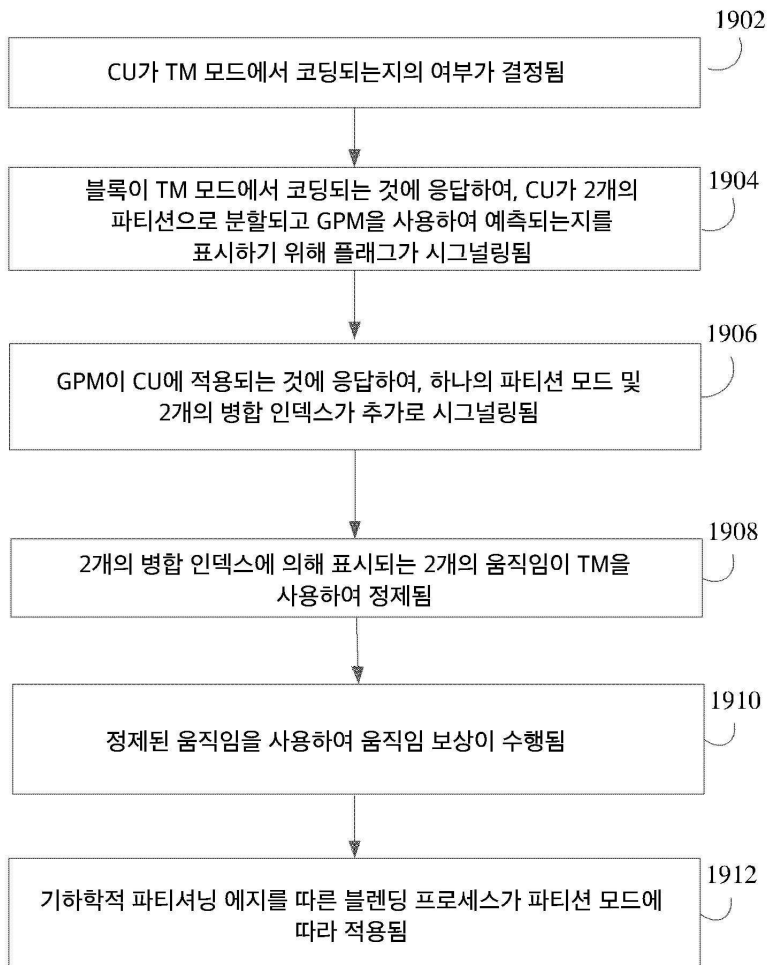 1902
CU가 TM 모드에서 코딩되는지의 여부가 결정됨
1904
블록이 TM 모드에서 코딩되는 것에 응답하여, CU가 2개의
파티션으로 분할되고 GPM을 사용하여 예측되는지를
표시하기 위해 플래그가 시그널링됨
1906
GPM이 CU에 적용되는 것에 응답하여, 하나의 파티션 모드 및
2개의 병합 인덱스가 추가로 시그널링됨
1908
2개의 병합 인덱스에 의해 표시되는 2개의 움직임이 TM을
사용하여 정제됨
1910
정제된 움직임을 사용하여 움직임 보상이 수행됨
1912
기하학적 파티셔닝 에지를 따른 블렌딩 프로세스가 파티션 모드에
따라 적용됨